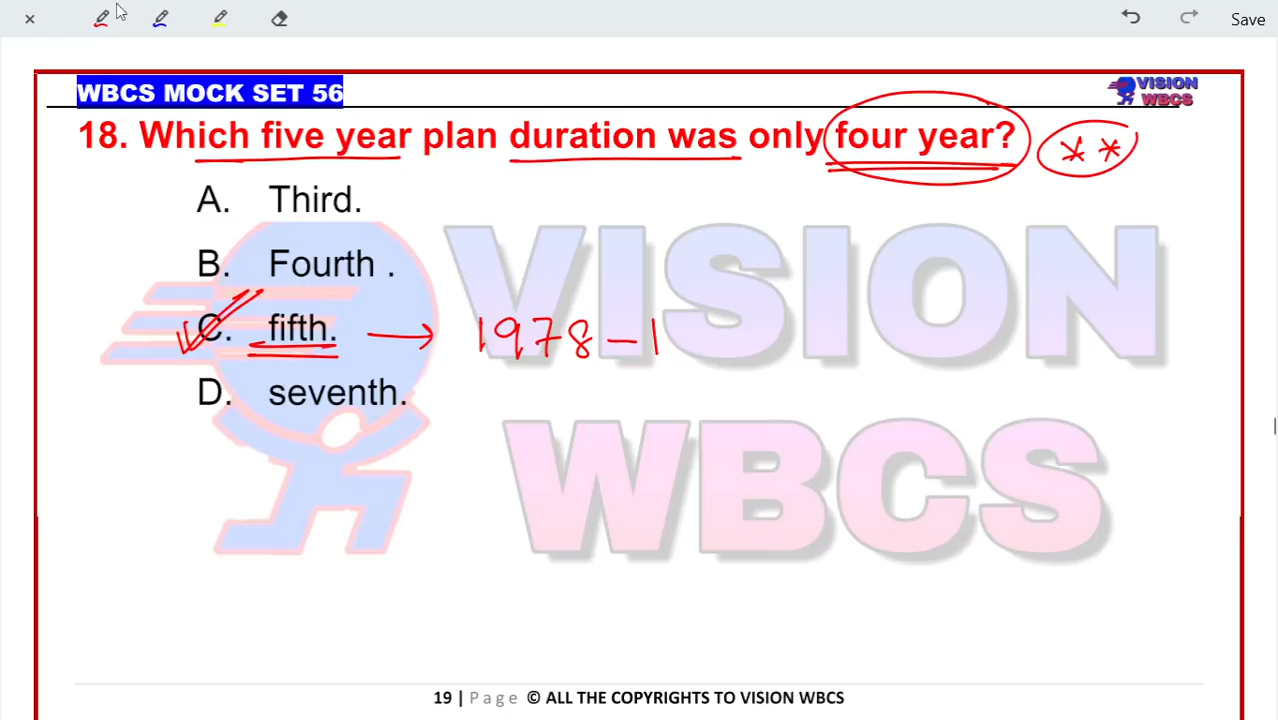 Save
WBCS MOCK SET 56
VISION
WBCS
18. Which five year plan duration was only four year?
A. Third.
B. Fourth .
C. fifth. → 1978-1
D. seventh.
VISION
WBCS
19 | Page © ALL THE COPYRIGHTS TO VISION WBCS